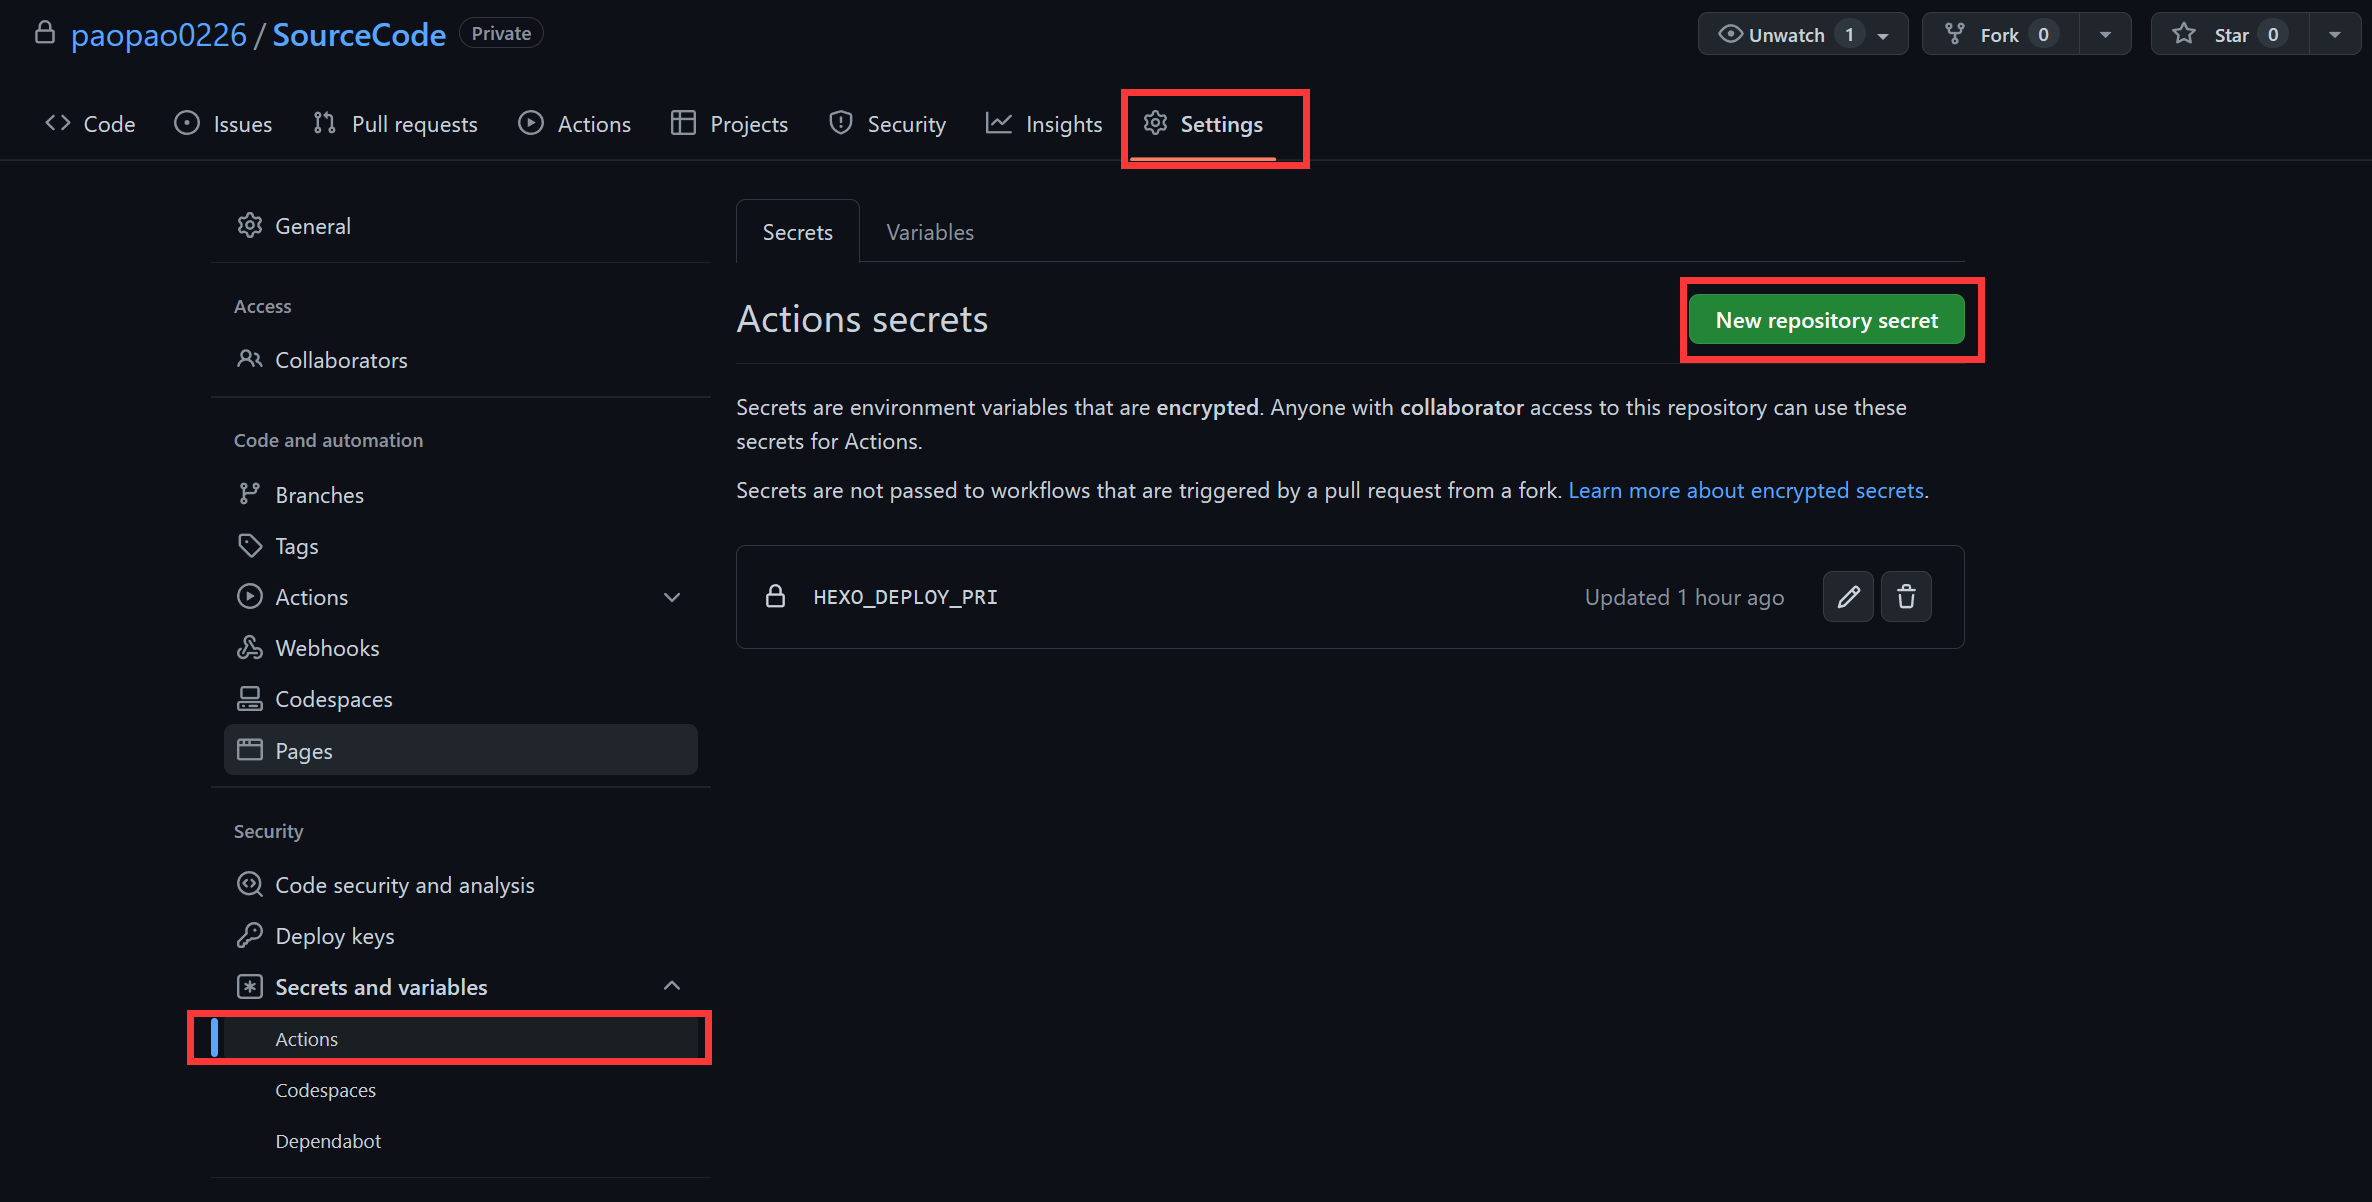 paopao0226 / SourceCode Private
Unwatch 1 Fork 0 Star 0
Code Issues Pull requests Actions Projects Security Insights Settings
General
Access
Collaborators
Code and automation
Branches
Tags
Actions
Webhooks
Codespaces
Pages
Security
Code security and analysis
Deploy keys
Secrets and variables
Actions
Codespaces
Dependabot
Secrets Variables
Actions secrets
New repository secret
Secrets are environment variables that are encrypted. Anyone with collaborator access to this repository can use these
secrets for Actions.
Secrets are not passed to workflows that are triggered by a pull request from a fork. Learn more about encrypted secrets.
HEXO_DEPLOY_PRI Updated 1 hour ago